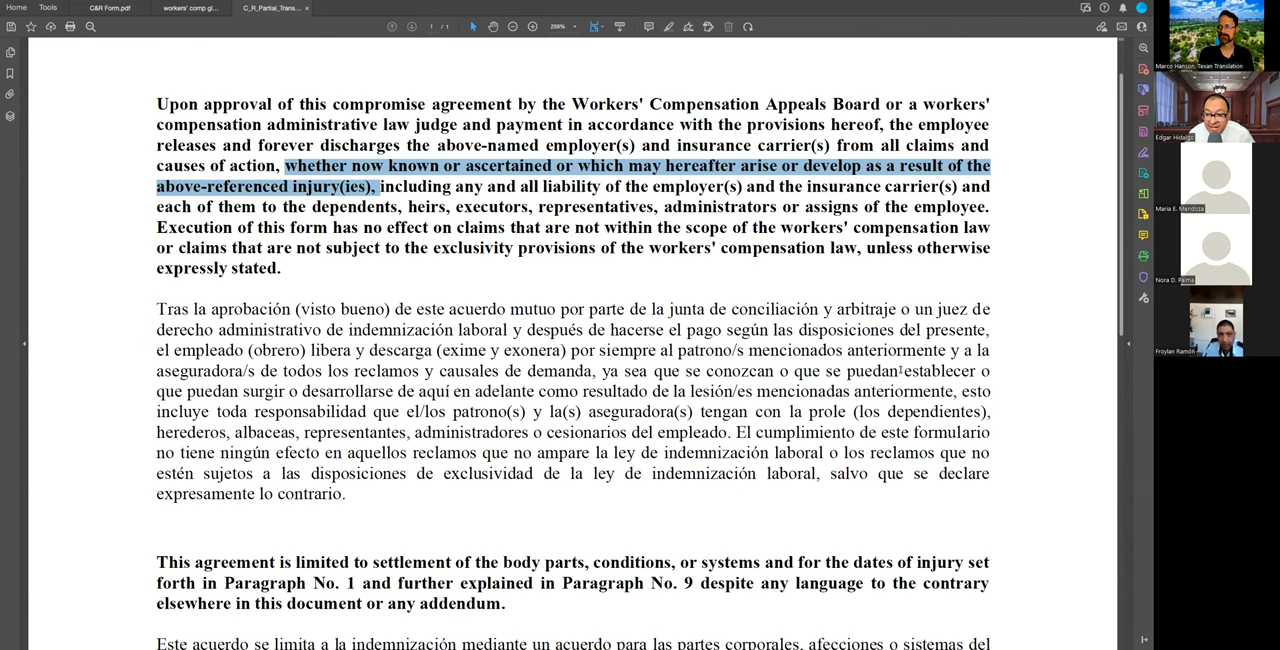 Home Tools C&R Form.pdf workers' comp gl... C_R_Partial_Trans... ×
1 / 1 259%
Upon approval of this compromise agreement by the Workers' Compensation Appeals Board or a workers'
compensation administrative law judge and payment in accordance with the provisions hereof, the employee
releases and forever discharges the above-named employer(s) and insurance carrier(s) from all claims and
causes of action, whether now known or ascertained or which may hereafter arise or develop as a result of the
above-referenced injury(ies), including any and all liability of the employer(s) and the insurance carrier(s) and
each of them to the dependents, heirs, executors, representatives, administrators or assigns of the employee.
Execution of this form has no effect on claims that are not within the scope of the workers' compensation law
or claims that are not subject to the exclusivity provisions of the workers' compensation law, unless otherwise
expressly stated.
Tras la aprobación (visto bueno) de este acuerdo mutuo por parte de la junta de conciliación y arbitraje o un juez de
derecho administrativo de indemnización laboral y después de hacerse el pago según las disposiciones del presente,
el empleado (obrero) libera y descarga (exime y exonera) por siempre al patrono/s mencionados anteriormente y a la
aseguradora/s de todos los reclamos y causales de demanda, ya sea que se conozcan o que se puedan establecer o
que puedan surgir o desarrollarse de aquí en adelante como resultado de la lesión/es mencionadas anteriormente, esto
incluye toda responsabilidad que el/los patrono(s) y la(s) aseguradora(s) tengan con la prole (los dependientes),
herederos, albaceas, representantes, administradores o cesionarios del empleado. El cumplimiento de este formulario
no tiene ningún efecto en aquellos reclamos que no ampare la ley de indemnización laboral o los reclamos que no
estén sujetos a las disposiciones de exclusividad de la ley de indemnización laboral, salvo que se declare
expresamente lo contrario.
This agreement is limited to settlement of the body parts, conditions, or systems and for the dates of injury set
forth in Paragraph No. 1 and further explained in Paragraph No. 9 despite any language to the contrary
elsewhere in this document or any addendum.
Este acuerdo se limita a la indemnización mediante un acuerdo para las partes corporales, afecciones o sistemas del
Marco Hanson, Texan Translation
Edgar Hidalgo
Maria E. Mendoza
Nora D. Palma
Froylan Ramón